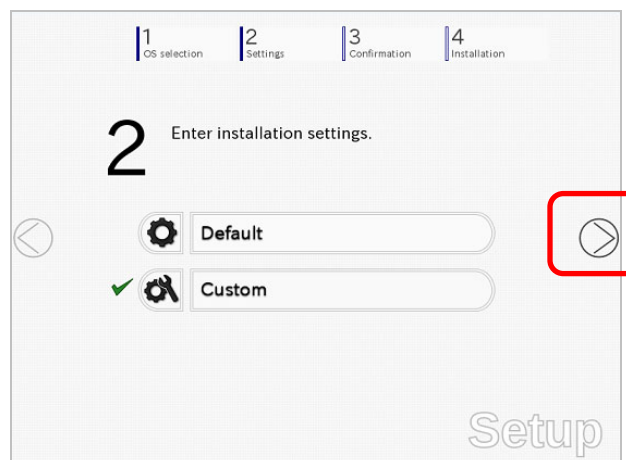 1
OS selection
2
Settings
3
Confirmation
4
Installation
2
Enter installation settings.
Default
Custom
Setup